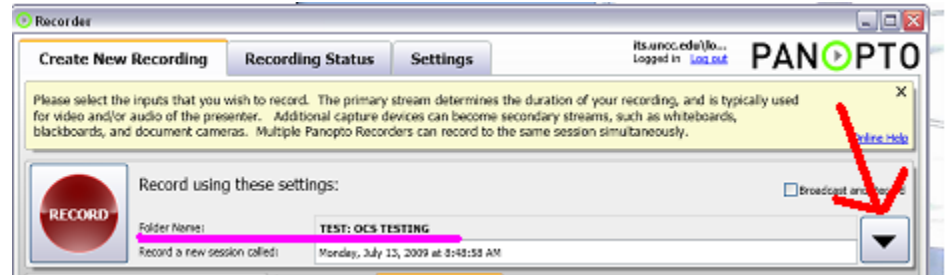 Recorder
Create New Recording
Recording Status
Settings
its.uncc.edu\lo...
Logged in Log out
PANOPTO
Please select the inputs that you wish to record. The primary stream determines the duration of your recording, and is typically used
for video and/or audio of the presenter. Additional capture devices can become secondary streams, such as whiteboards,
blackboards, and document cameras. Multiple Panopto Recorders can record to the same session simultaneously.
Online Help
RECORD
Record using these settings:
Broadcast and Record
Folder Name:
TEST: OCS TESTING
Record a new session called:
Monday, July 13, 2009 at 8:48:58 AM